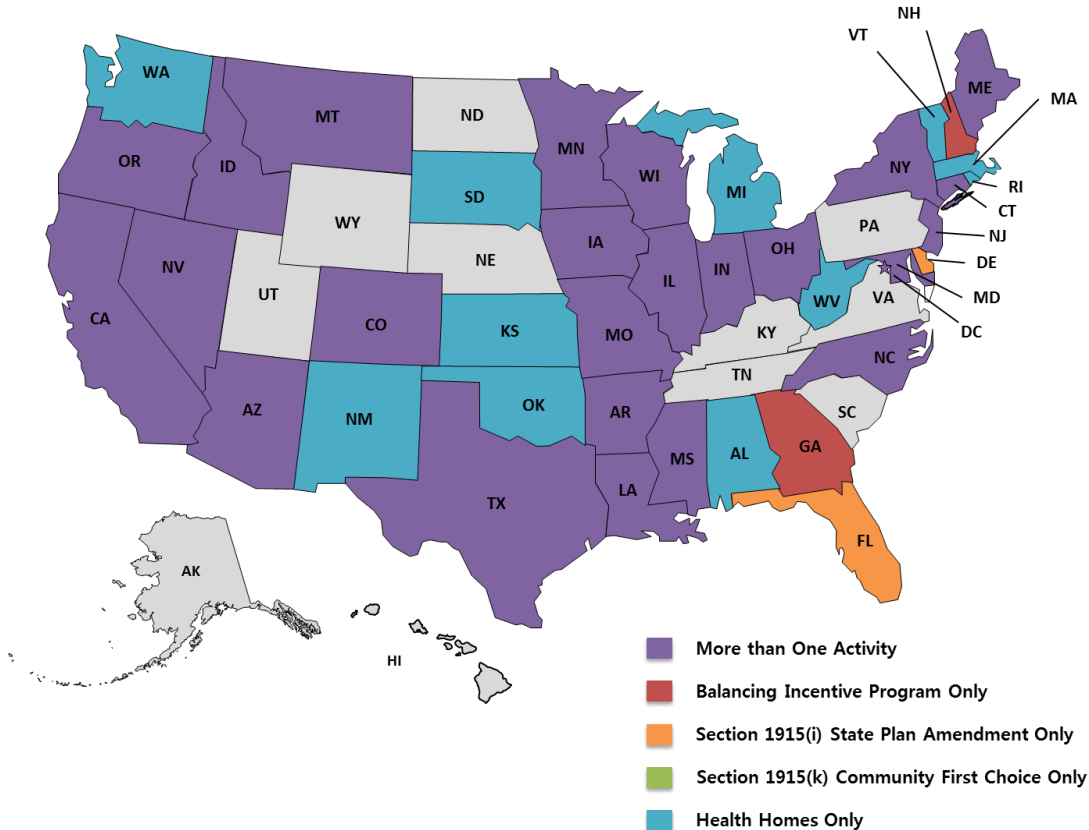 NH
VT
WA
ME
MA
ND
MT
MN
OR
ID
WI
NY
SD
MI
RI
CT
WY
PA
NJ
IA
OH
NE
DE
NV
IN
IL
UT
MD
WV
VA
CA
CO
KS
MO
KY
DC
NC
TN
AZ
NM
OK
AR
SC
GA
AL
MS
LA
TX
FL
AK
HI
More than One Activity
Balancing Incentive Program Only
Section 1915(i) State Plan Amendment Only
Section 1915(k) Community First Choice Only
Health Homes Only